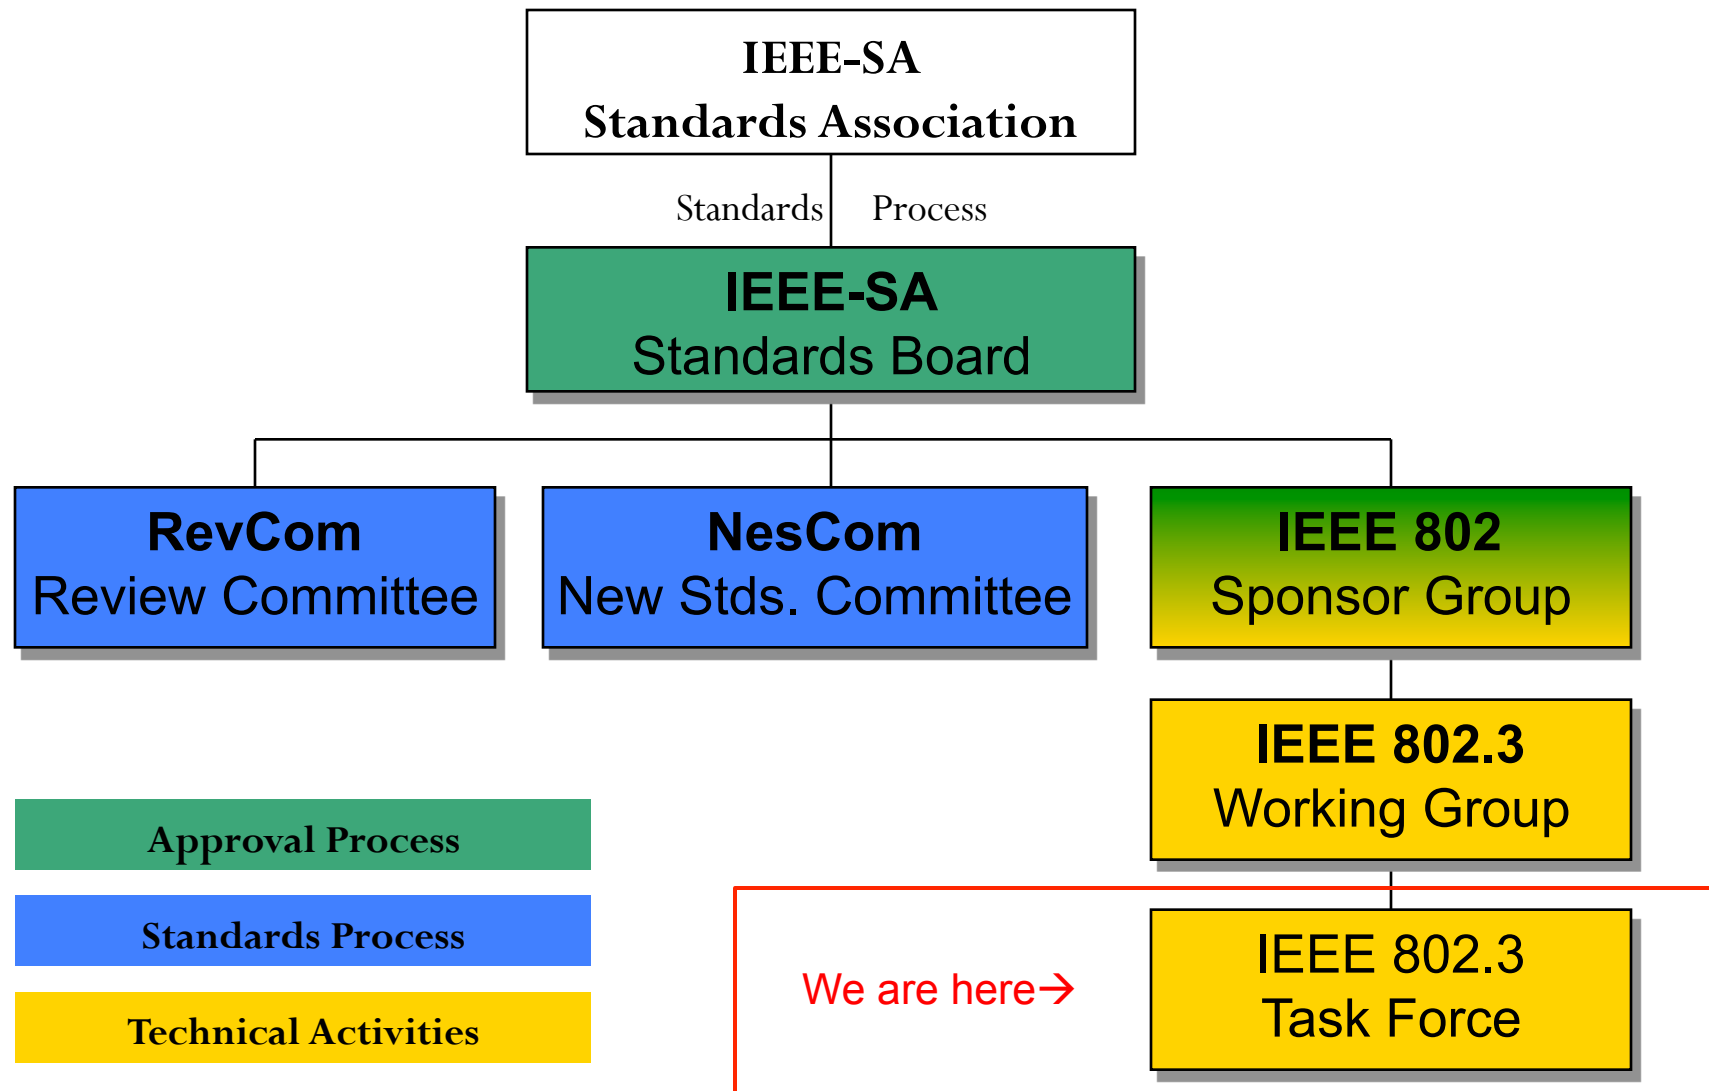 IEEE-SA
Standards Association
Standards Process
IEEE-SA
Standards Board
RevCom
Review Committee
NesCom
New Stds. Committee
IEEE 802
Sponsor Group
IEEE 802.3
Working Group
Approval Process
Standards Process
Technical Activities
We are here→
IEEE 802.3
Task Force